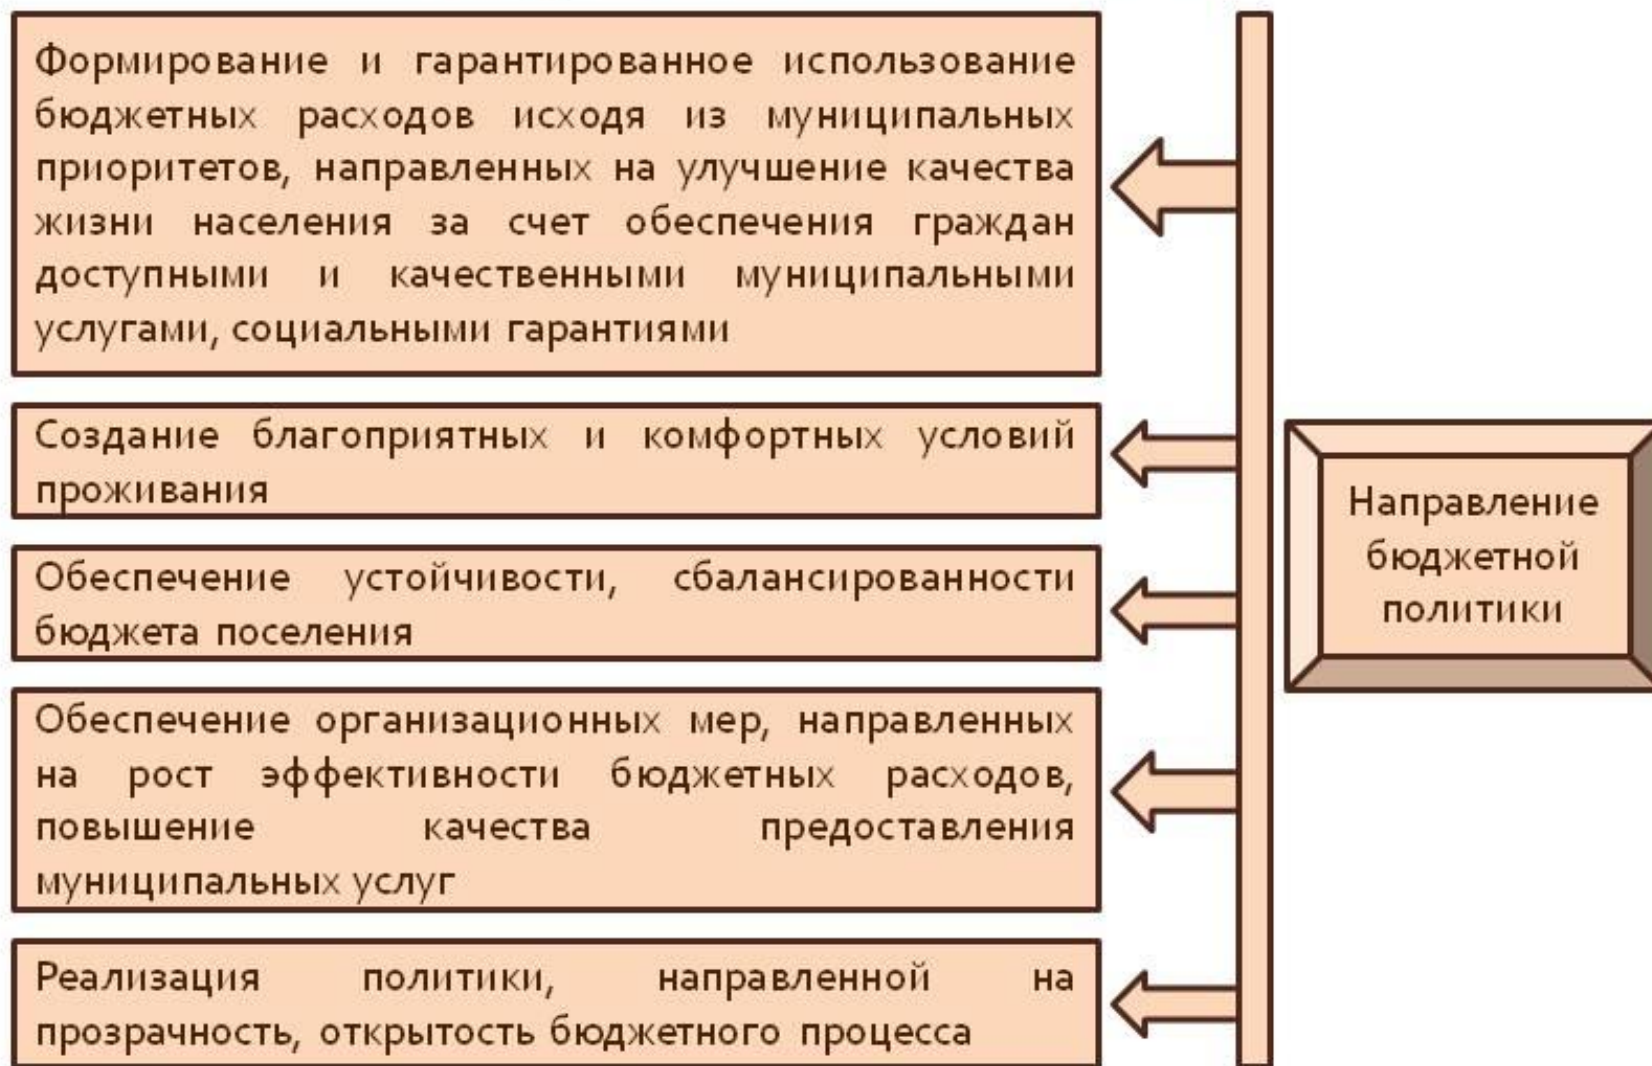 Формирование и гарантированное использование
бюджетных расходов исходя из муниципальных
приоритетов, направленных на улучшение качества
жизни населения за счет обеспечения граждан
доступными и качественными муниципальными
услугами, социальными гарантиями
Создание благоприятных и комфортных условий
проживания
Обеспечение устойчивости, сбалансированности
бюджета поселения
Обеспечение организационных мер, направленных
на рост эффективности бюджетных расходов,
повышение качества предоставления
муниципальных услуг
Реализация политики, направленной на
прозрачность, открытость бюджетного процесса
Направление
бюджетной
политики